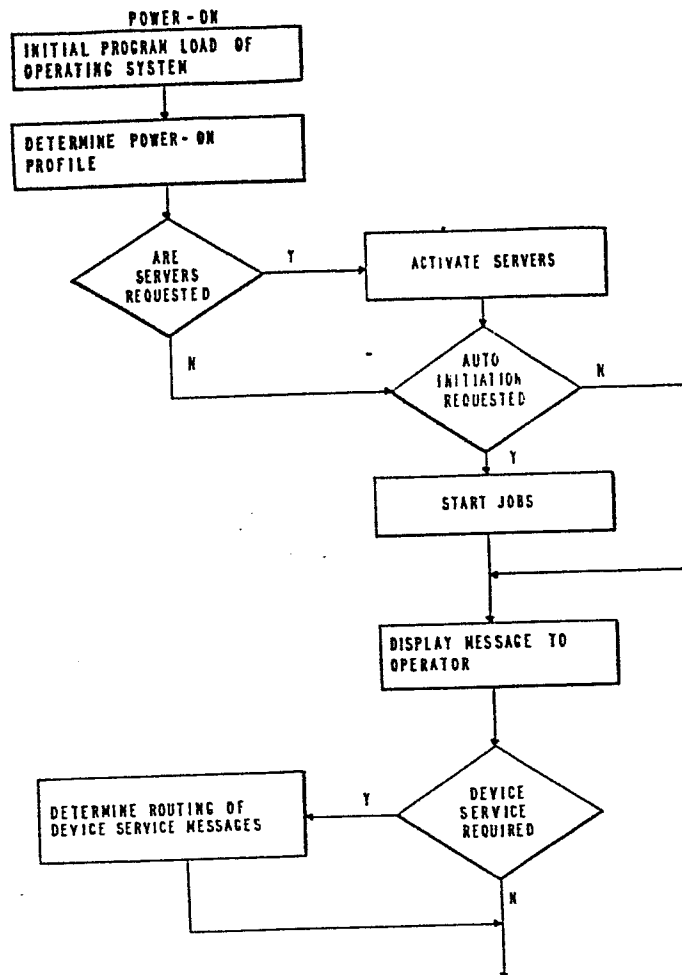 POWER-ON
INITIAL PROGRAM LOAD OF
OPERATING SYSTEM
DETERMINE POWER-ON
PROFILE
ARE
SERVERS
REQUESTED
Y
ACTIVATE SERVERS
N
AUTO
INITIATION
REQUESTED
N
Y
START JOBS
DISPLAY MESSAGE TO
OPERATOR
DEVICE
SERVICE
REQUIRED
Y
DETERMINE ROUTING OF
DEVICE SERVICE MESSAGES
N